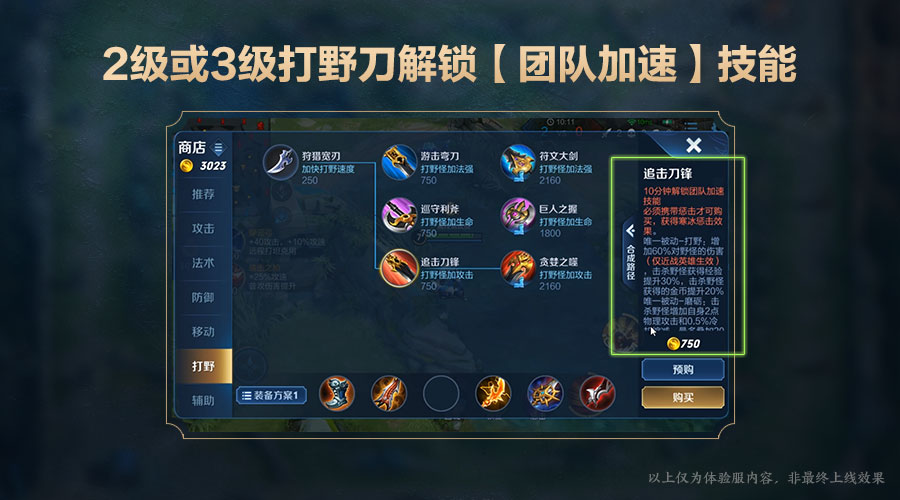 2级或3级打野刀解锁【团队加速】技能
10:11
商店
3023
推荐
攻击
法术
防御
移动
打野
辅助
狩猎宽刃
加快打野速度
250
游击弯刀
打野怪加法强
750
符文大剑
打野怪加法强
2160
巡守利斧
打野怪加生命
750
巨人之握
打野怪加生命
1800
追击刀锋
打野怪加攻击
750
贪婪之噬
打野怪加攻击
2160
合成路径
追击刀锋
10分钟解锁团队加速
技能
必须携带惩击才可购
买，获得寒冰惩击效
果。
唯一被动-打野：增
加60%对野怪的伤害
（仅近战英雄生效）
，击杀野怪获得经验
提升30%，击杀野怪
获得的金币提升20%
唯一被动-磨砺：击
杀野怪增加自身2点
物理攻击和0.5%冷
750
预购
购买
装备方案1
以上仅为体验服内容，非最终上线效果